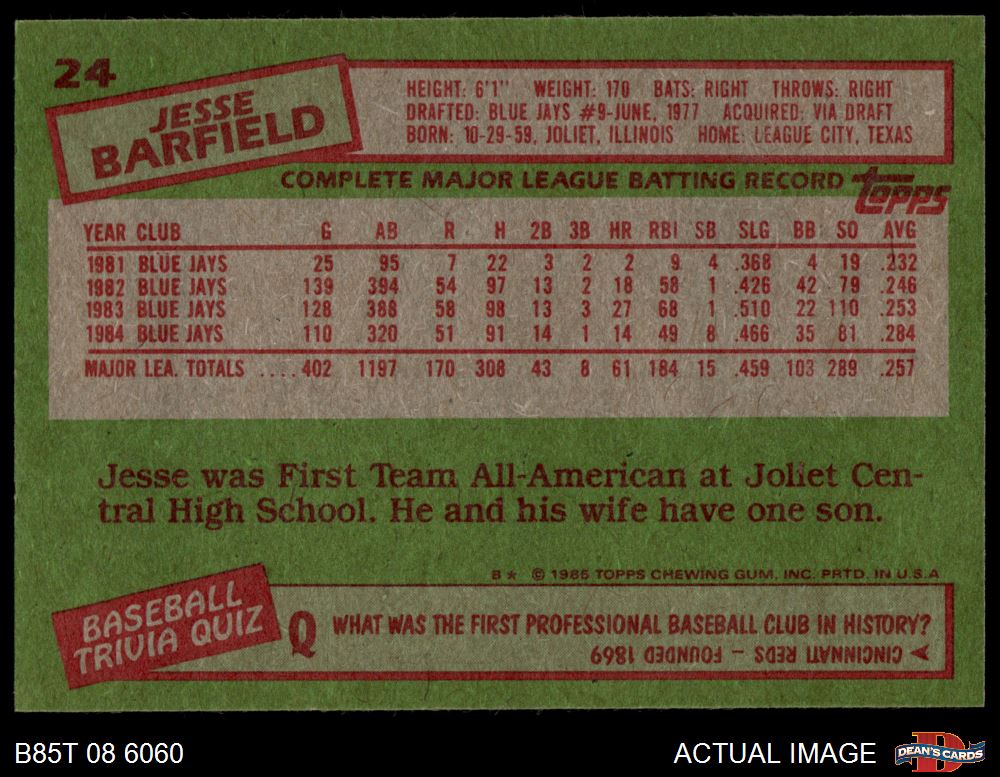 24
JESSE
BARFIELD
HEIGHT: 6'1" WEIGHT: 170 BATS: RIGHT THROWS: RIGHT
DRAFTED: BLUE JAYS #9-JUNE, 1977 ACQUIRED: VIA DRAFT
BORN: 10-29-59, JOLIET, ILLINOIS HOME: LEAGUE CITY, TEXAS
COMPLETE MAJOR LEAGUE BATTING RECORD topps
YEAR CLUB G AB R H 2B 3B HR RBI SB SLG BB SO AVG
1981 BLUE JAYS 25 95 7 22 3 2 2 9 4 .368 4 19 .232
1982 BLUE JAYS 139 394 54 97 13 2 18 58 1 .426 42 79 .246
1983 BLUE JAYS 128 388 58 98 13 3 27 68 1 .510 22 110 .253
1984 BLUE JAYS 110 320 51 91 14 1 14 49 8 .466 35 81 .284
MAJOR LEA. TOTALS ....402 1197 170 308 43 8 61 184 15 .459 103 289 .257
Jesse was First Team All-American at Joliet Cen-
tral High School. He and his wife have one son.
B* © 1985 TOPPS CHEWING GUM, INC. PRTD. IN U.S.A
BASEBALL
TRIVIA QUIZ
Q WHAT WAS THE FIRST PROFESSIONAL BASEBALL CLUB IN HISTORY?
CINCINNATI REDS – FOUNDED 1869
B85T 08 6060
ACTUAL IMAGE
DEAN'S CARDS